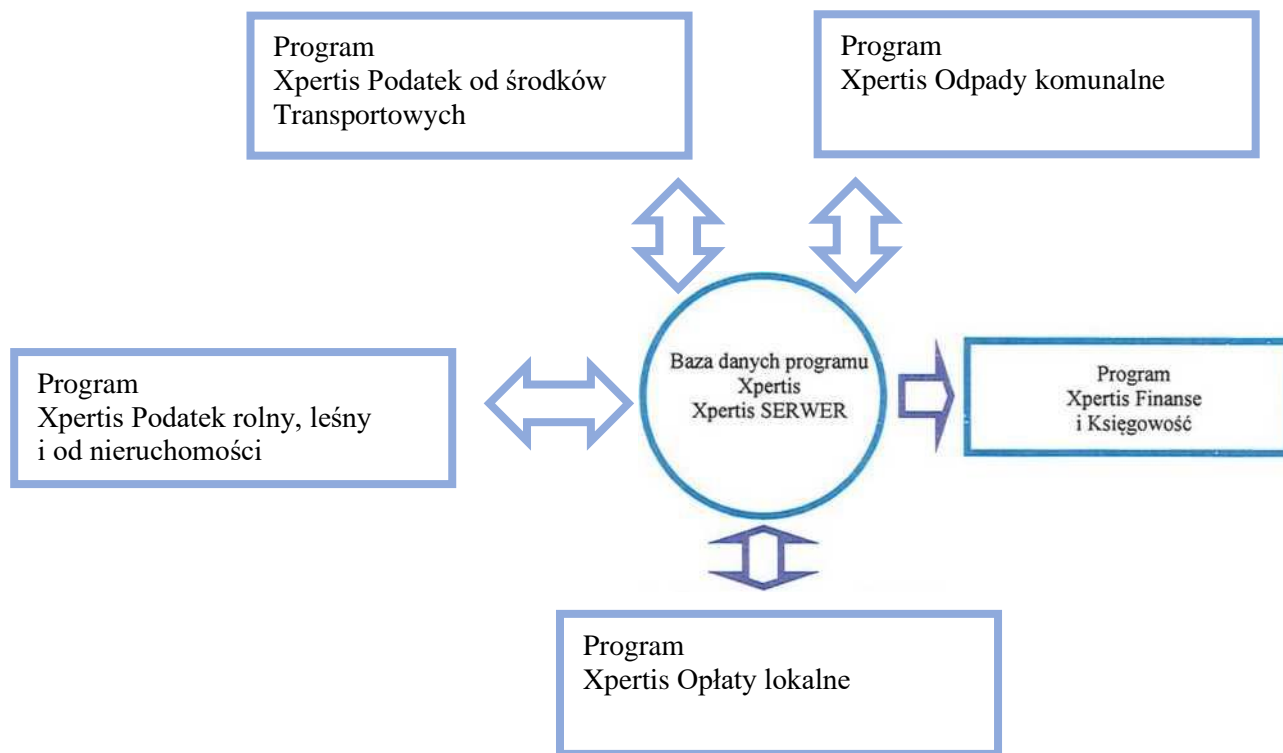 Program
Xpertis Podatek od środków
Transportowych
Program
Xpertis Odpady komunalne
Program
Xpertis Podatek rolny, leśny
i od nieruchomości
Baza danych programu
Xpertis
Xpertis SERWER
Program
Xpertis Finanse
i Księgowość
Program
Xpertis Opłaty lokalne